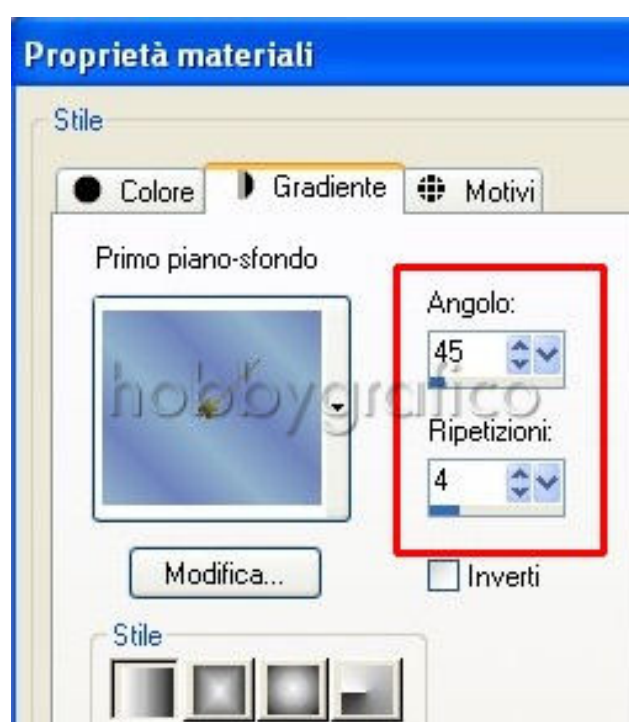 Proprietà materiali
Stile
Colore
Gradiente
Motivi
Primo piano-sfondo
Angolo:
45
hobbygrafico
Ripetizioni:
4
Modifica...
Inverti
Stile